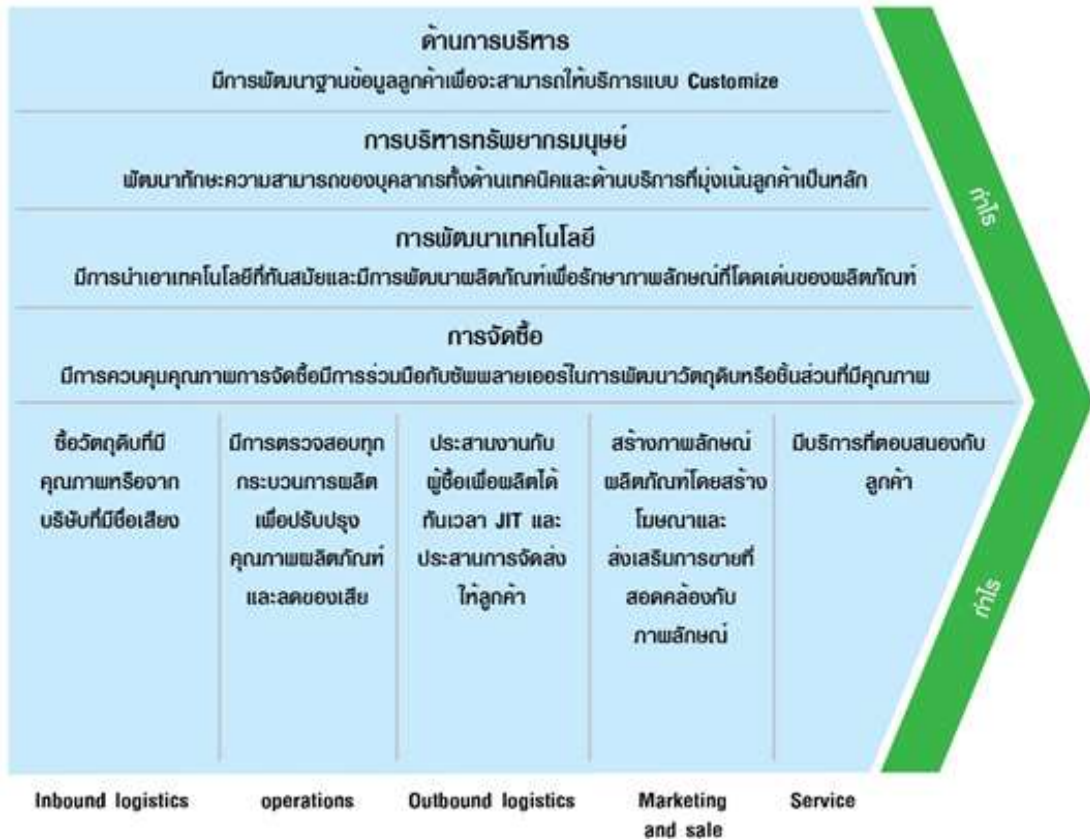 ด้านการบริหาร
มีการพัฒนาฐานข้อมูลลูกค้าเพื่อจะสามารถให้บริการแบบ Customize
การบริหารทรัพยากรมนุษย์
พัฒนาทักษะความสามารถของบุคลากรทั้งด้านเทคนิคและด้านบริการที่มุ่งเน้นลูกค้าเป็นหลัก
การพัฒนาเทคโนโลยี
มีการนำเอาเทคโนโลยีที่ทันสมัยและมีการพัฒนาผลิตภัณฑ์เพื่อรักษาภาพลักษณ์ที่โดดเด่นของผลิตภัณฑ์
การจัดซื้อ
มีการควบคุมคุณภาพการจัดซื้อมีการร่วมมือกับซัพพลายเออร์ในการพัฒนาวัตถุดิบหรือชิ้นส่วนที่มีคุณภาพ
ซื้อวัตถุดิบที่มี
คุณภาพหรือจาก
บริษัทที่มีชื่อเสียง
มีการตรวจสอบทุก
กระบวนการผลิต
เพื่อปรับปรุง
คุณภาพผลิตภัณฑ์
และลดของเสีย
ประสานงานกับ
ผู้ซื้อเพื่อผลิตได้
ทันเวลา JIT และ
ประสานการจัดส่ง
ให้ลูกค้า
สร้างภาพลักษณ์
ผลิตภัณฑ์โดยสร้าง
โฆษณาและ
ส่งเสริมการขายที่
สอดคล้องกับ
ภาพลักษณ์
มีบริการที่ตอบสนองกับ
ลูกค้า
กำไร
กำไร
Inbound logistics
operations
Outbound logistics
Marketing
and sale
Service